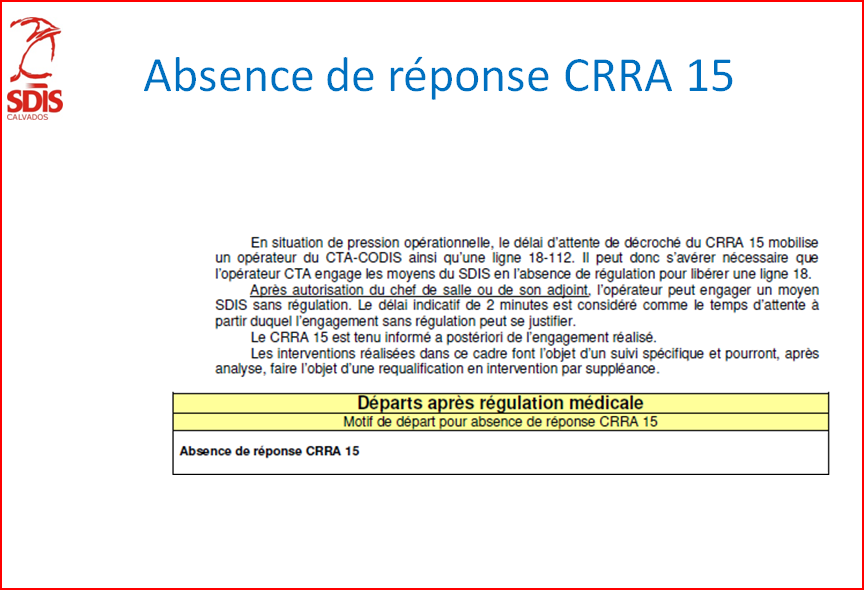 SDIS
CALVADOS
Absence de réponse CRRA 15
En situation de pression opérationnelle, le délai d'attente de décroché du CRRA 15 mobilise
un opérateur du CTA-CODIS ainsi qu'une ligne 18-112. Il peut donc s'avérer nécessaire que
l'opérateur CTA engage les moyens du SDIS en l'absence de régulation pour libérer une ligne 18.
Après autorisation du chef de salle ou de son adjoint, l'opérateur peut engager un moyen
SDIS sans régulation. Le délai indicatif de 2 minutes est considéré comme le temps d'attente à
partir duquel l'engagement sans régulation peut se justifier.
Le CRRA 15 est tenu informé a postériori de l'engagement réalisé.
Les interventions réalisées dans ce cadre font l'objet d'un suivi spécifique et pourront, après
analyse, faire l'objet d'une requalification en intervention par suppléance.
Départs après régulation médicale
Motif de départ pour absence de réponse CRRA 15
Absence de réponse CRRA 15